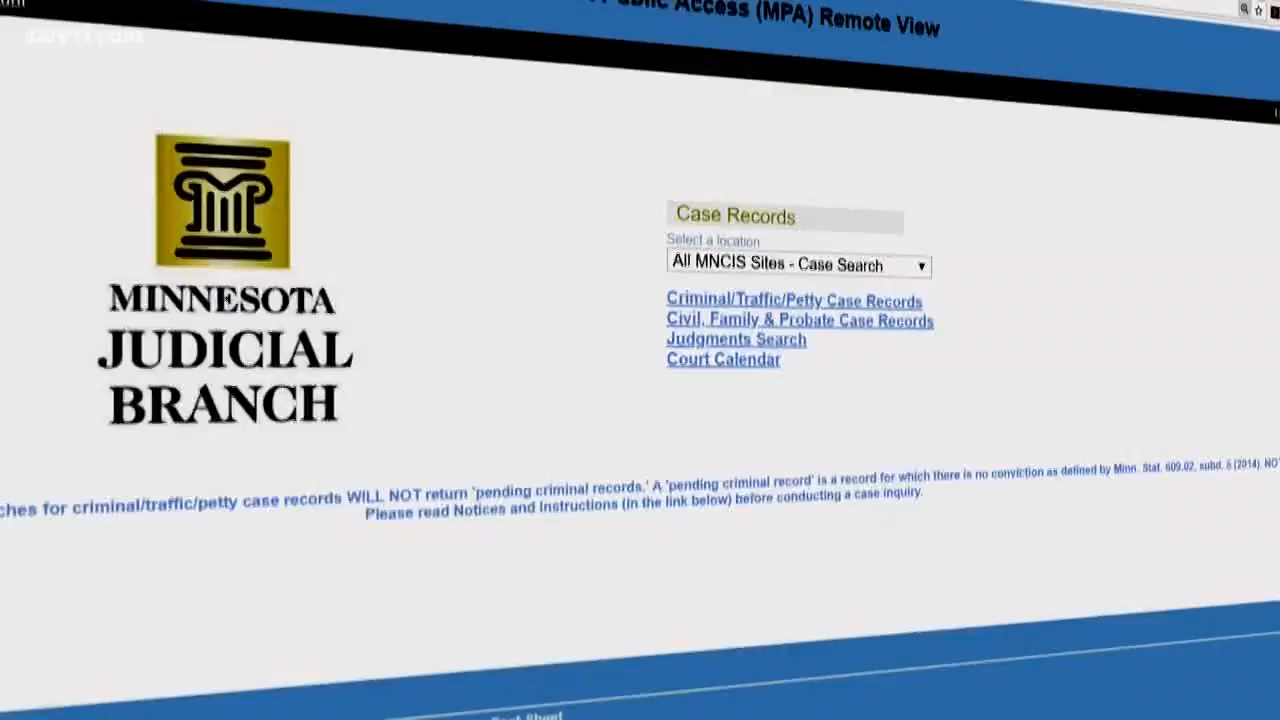 Public Access (MPA) Remote View
MINNESOTA
JUDICIAL
BRANCH
Case Records
Select a location
All MNCIS Sites - Case Search
Criminal/Traffic/Petty Case Records
Civil, Family & Probate Case Records
Judgments Search
Court Calendar
ches for criminal/traffic/petty case records WILL NOT return 'pending criminal records.' A 'pending criminal record' is a record for which there is no conviction as defined by Minn. Stat. 609.02, subd. 5 (2014). NOT
Please read Notices and Instructions (in the link below) before conducting a case inquiry.